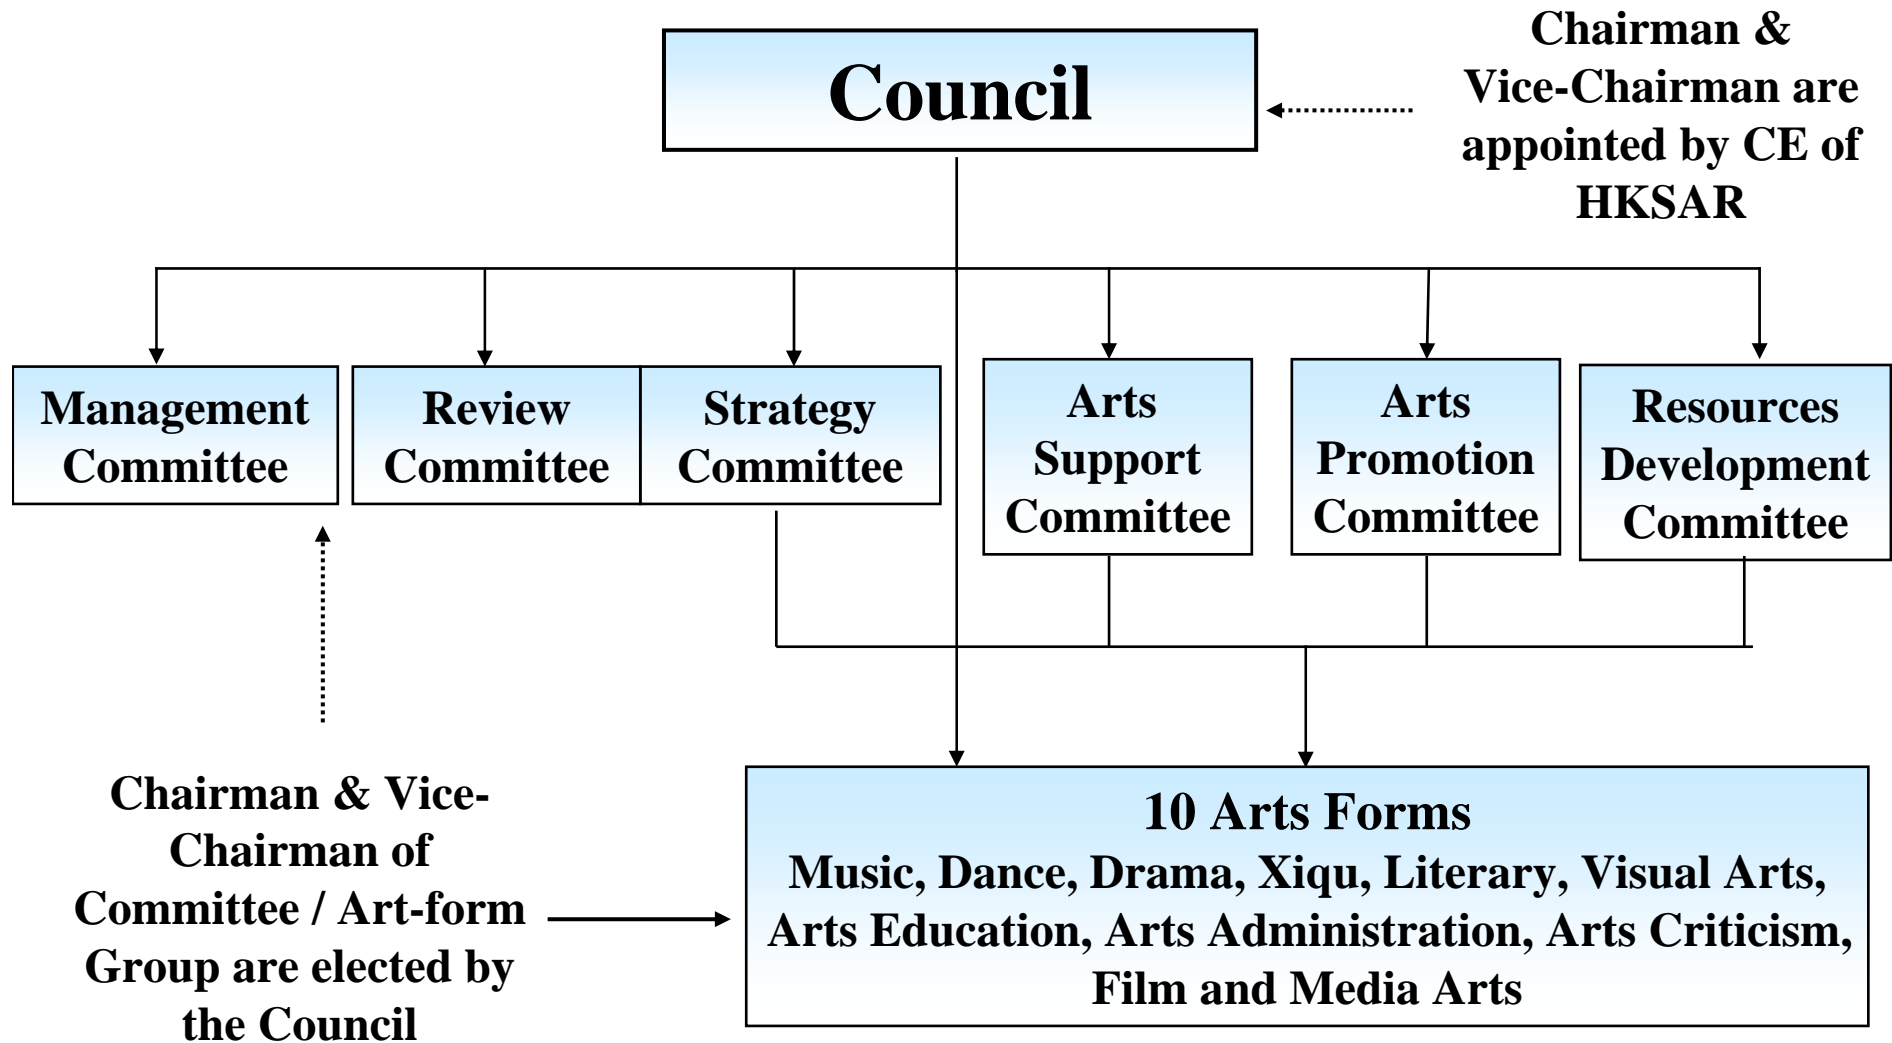 Council
Chairman &
Vice-Chairman are
appointed by CE of
HKSAR
Management
Committee
Review
Committee
Strategy
Committee
Arts
Support
Committee
Arts
Promotion
Committee
Resources
Development
Committee
Chairman & Vice-
Chairman of
Committee / Art-form
Group are elected by
the Council
10 Arts Forms
Music, Dance, Drama, Xiqu, Literary, Visual Arts,
Arts Education, Arts Administration, Arts Criticism,
Film and Media Arts